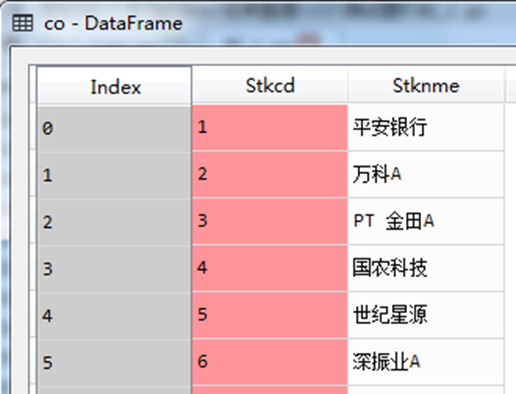 co - DataFrame
Index Stkcd Stknme
0 1 平安银行
1 2 万科A
2 3 PT 金田A
3 4 国农科技
4 5 世纪星源
5 6 深振业A